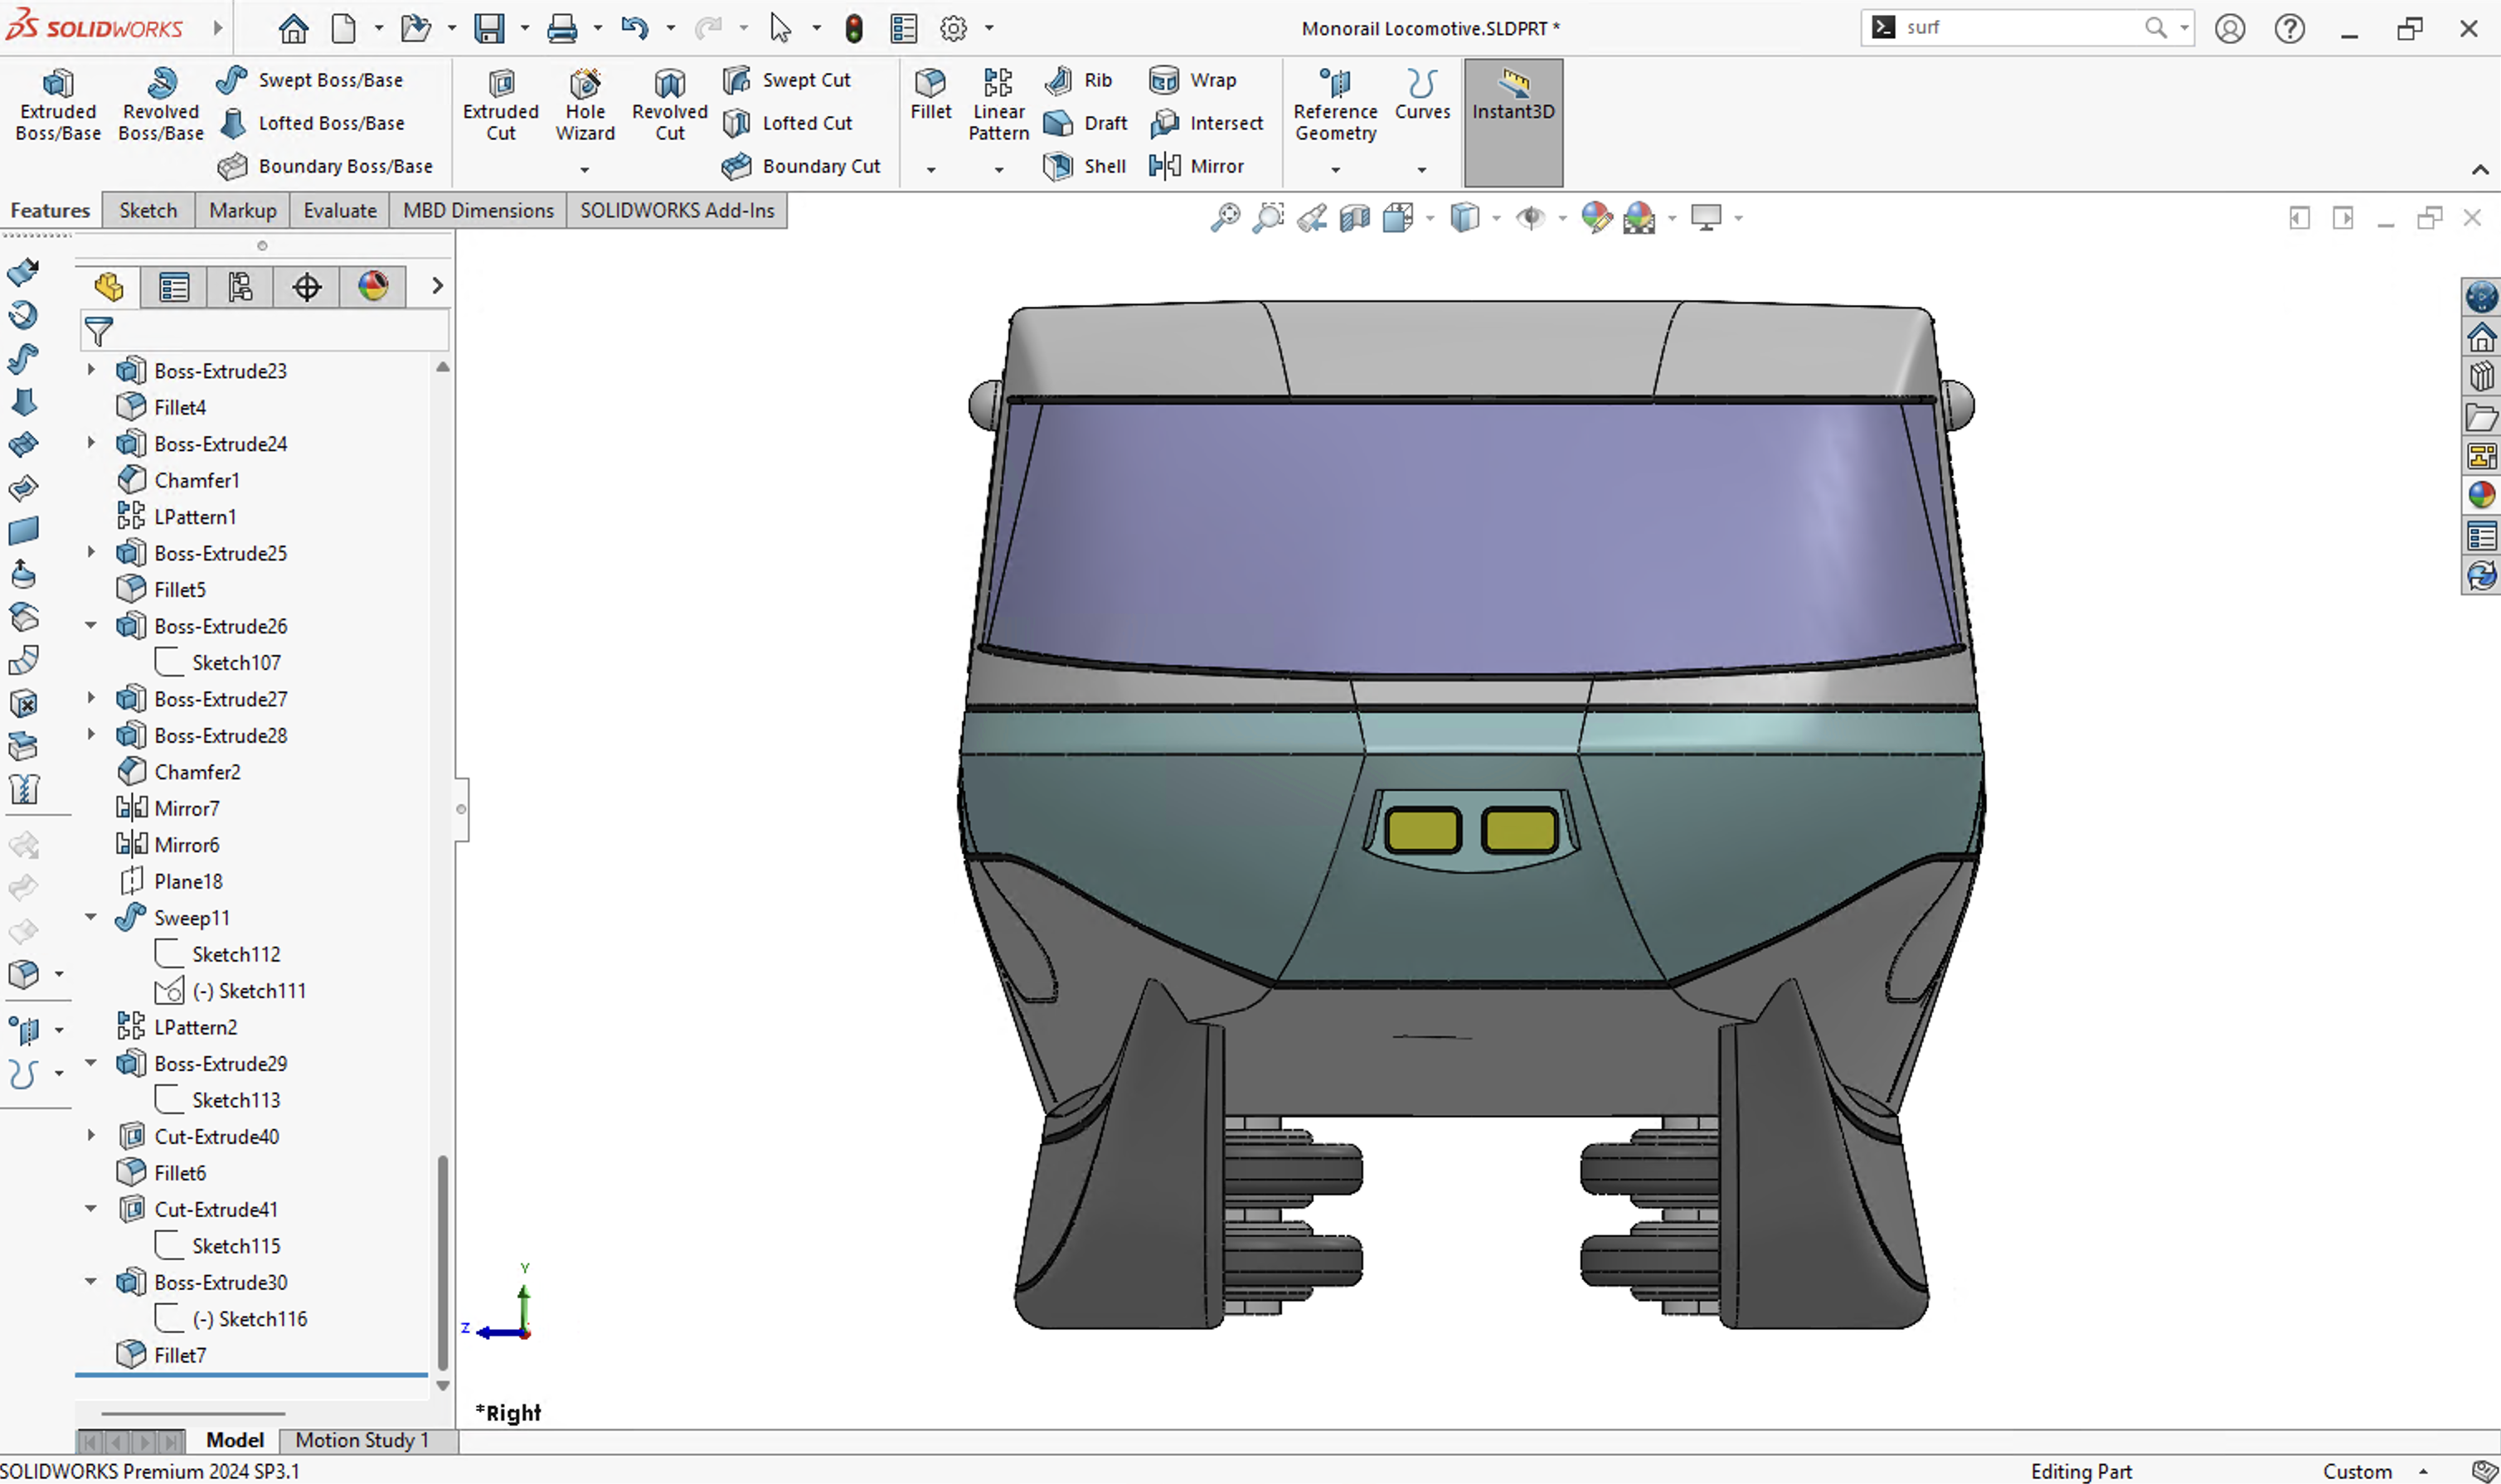 SOLIDWORKS
Monorail Locomotive.SLDPRT *
surf
Extruded Boss/Base
Revolved Boss/Base
Swept Boss/Base
Lofted Boss/Base
Boundary Boss/Base
Extruded Cut
Hole Wizard
Revolved Cut
Swept Cut
Lofted Cut
Boundary Cut
Fillet
Linear Pattern
Rib
Draft
Shell
Wrap
Intersect
Mirror
Reference Geometry
Curves
Instant3D
Features
Sketch
Markup
Evaluate
MBD Dimensions
SOLIDWORKS Add-Ins
Boss-Extrude23
Fillet4
Boss-Extrude24
Chamfer1
LPattern1
Boss-Extrude25
Fillet5
Boss-Extrude26
Sketch107
Boss-Extrude27
Boss-Extrude28
Chamfer2
Mirror7
Mirror6
Plane18
Sweep11
Sketch112
(-) Sketch111
LPattern2
Boss-Extrude29
Sketch113
Cut-Extrude40
Fillet6
Cut-Extrude41
Sketch115
Boss-Extrude30
(-) Sketch116
Fillet7
Y
Z
*Right
Model
Motion Study 1
SOLIDWORKS Premium 2024 SP3.1
Editing Part
Custom